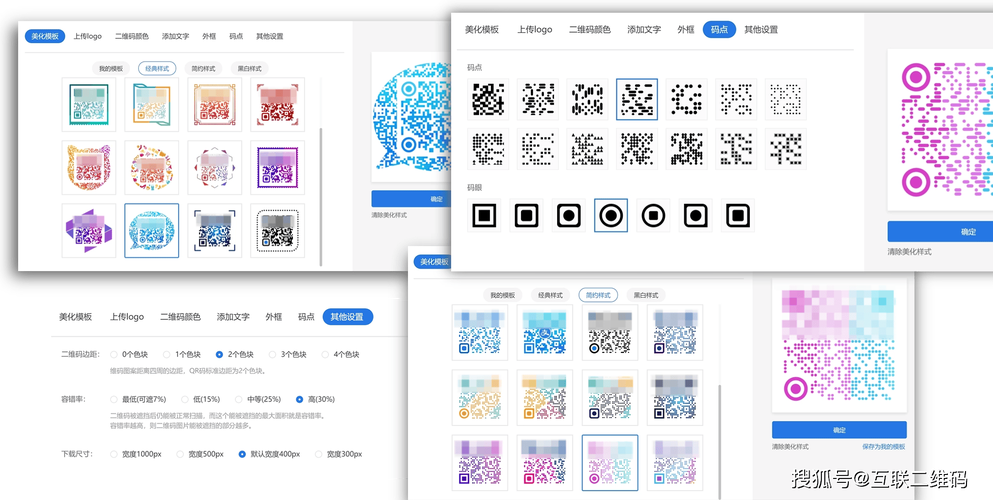 美化模板 上传logo 二维码颜色 添加文字 外框 码点 其他设置
我的模板 经典样式 简约样式 黑白样式
确定
清除美化样式
美化模板 上传logo 二维码颜色 添加文字 外框 码点 其他设置
码点
码眼
确定
清除美化样式
美化模板 上传logo 二维码颜色 添加文字 外框 码点 其他设置
二维码边距: 0个色块 1个色块 2个色块 3个色块 4个色块
维码图案距离四周的边距，QR码标准边距为2个色块。
容错率: 最低(可遮7%) 低(15%) 中等(25%) 高(30%)
二维码被遮挡后仍能被正常扫描，而这个能被遮挡的最大面积就是容错率。
容错率越高，则二维码图片能被遮挡的部分越多。
下载尺寸: 宽度1000px 宽度500px 默认宽度400px 宽度300px
美化模板
我的模板 经典样式 简约样式 黑白样式
确定
清除美化样式 保存为我的模板
搜狐号@互联二维码